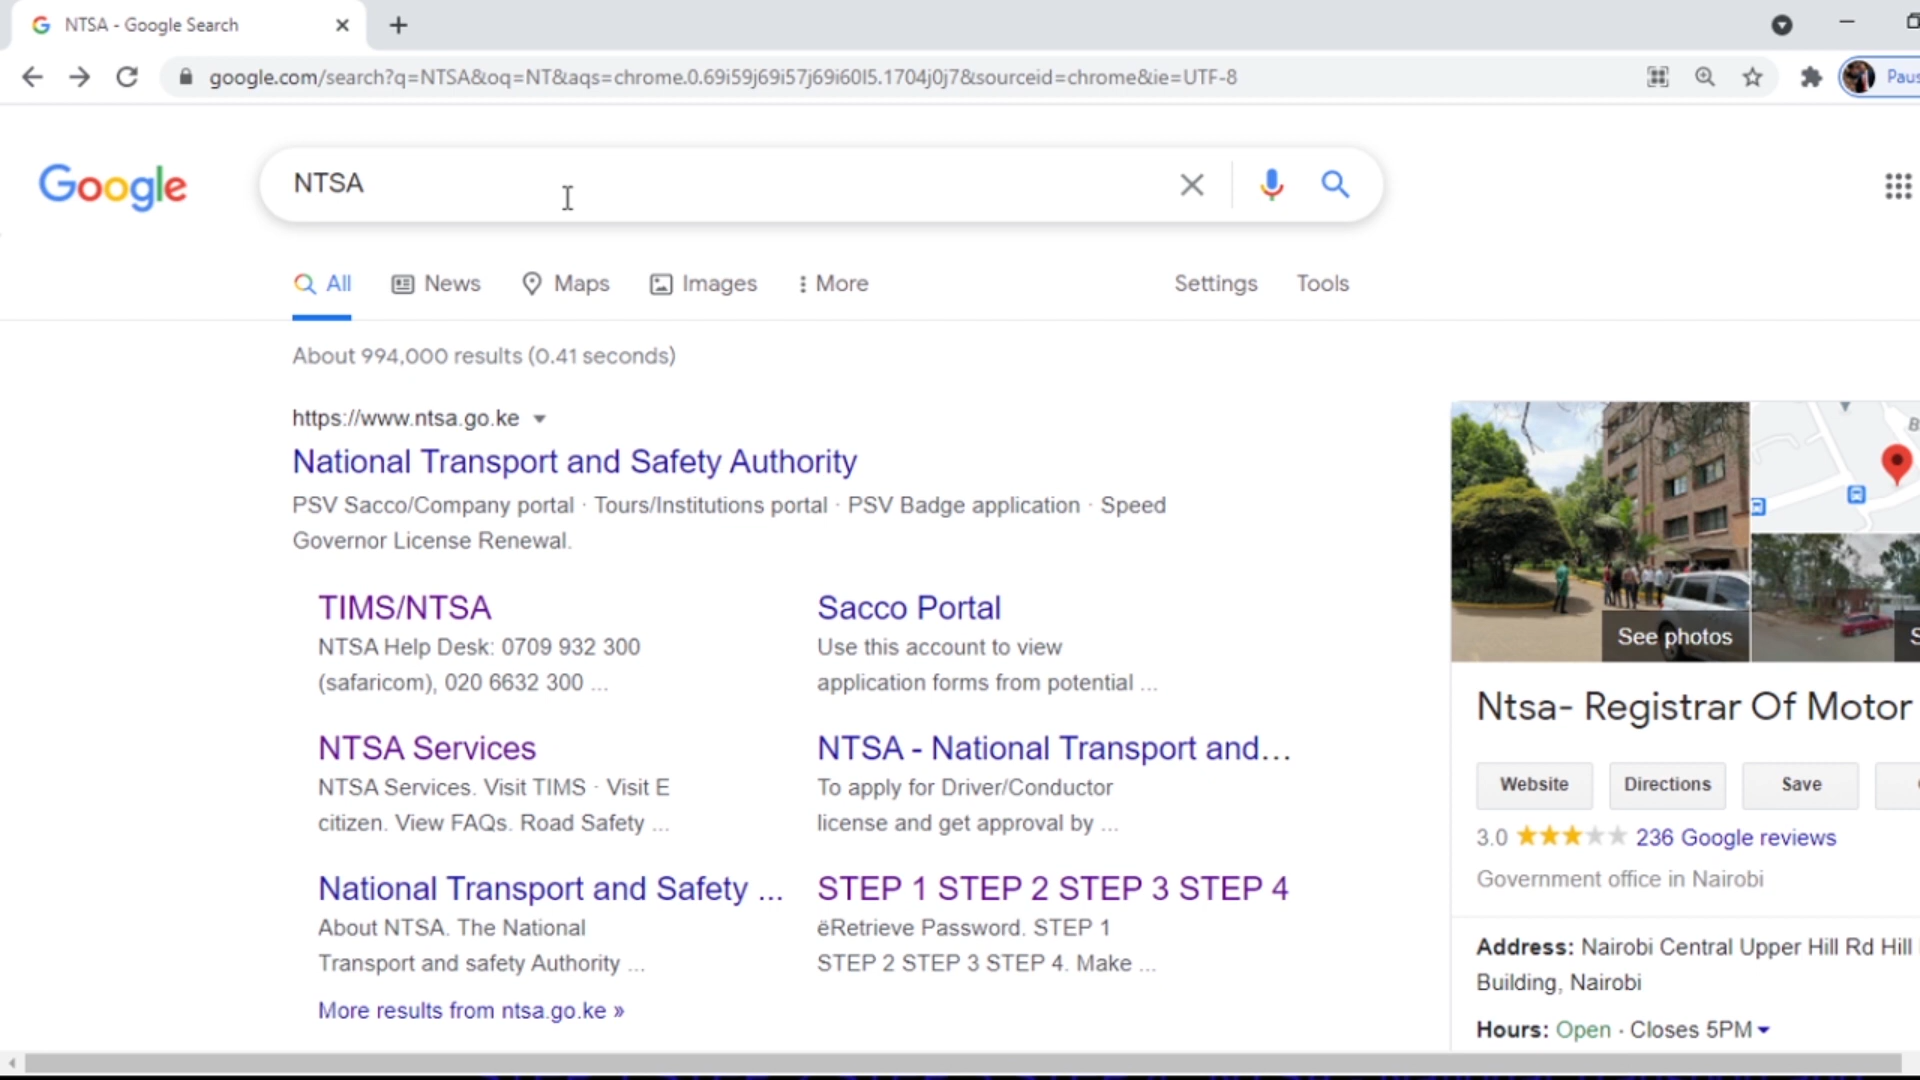 NTSA - Google Search
google.com/search?q=NTSA&oq=NT&aqs=chrome.0.69i59j69i57j69i60l5.1704j0j7&sourceid=chrome&ie=UTF-8
Google
NTSA
All News Maps Images More Settings Tools
About 994,000 results (0.41 seconds)
https://www.ntsa.go.ke
National Transport and Safety Authority
PSV Sacco/Company portal · Tours/Institutions portal · PSV Badge application · Speed
Governor License Renewal.
TIMS/NTSA
NTSA Help Desk: 0709 932 300
(safaricom), 020 6632 300 ...
Sacco Portal
Use this account to view
application forms from potential ...
NTSA Services
NTSA Services. Visit TIMS · Visit E
citizen. View FAQs. Road Safety ...
NTSA - National Transport and...
To apply for Driver/Conductor
license and get approval by ...
National Transport and Safety ...
About NTSA. The National
Transport and safety Authority ...
STEP 1 STEP 2 STEP 3 STEP 4
ëRetrieve Password. STEP 1
STEP 2 STEP 3 STEP 4. Make ...
More results from ntsa.go.ke »
See photos
Ntsa- Registrar Of Motor
Website Directions Save
3.0 236 Google reviews
Government office in Nairobi
Address: Nairobi Central Upper Hill Rd Hill
Building, Nairobi
Hours: Open · Closes 5PM